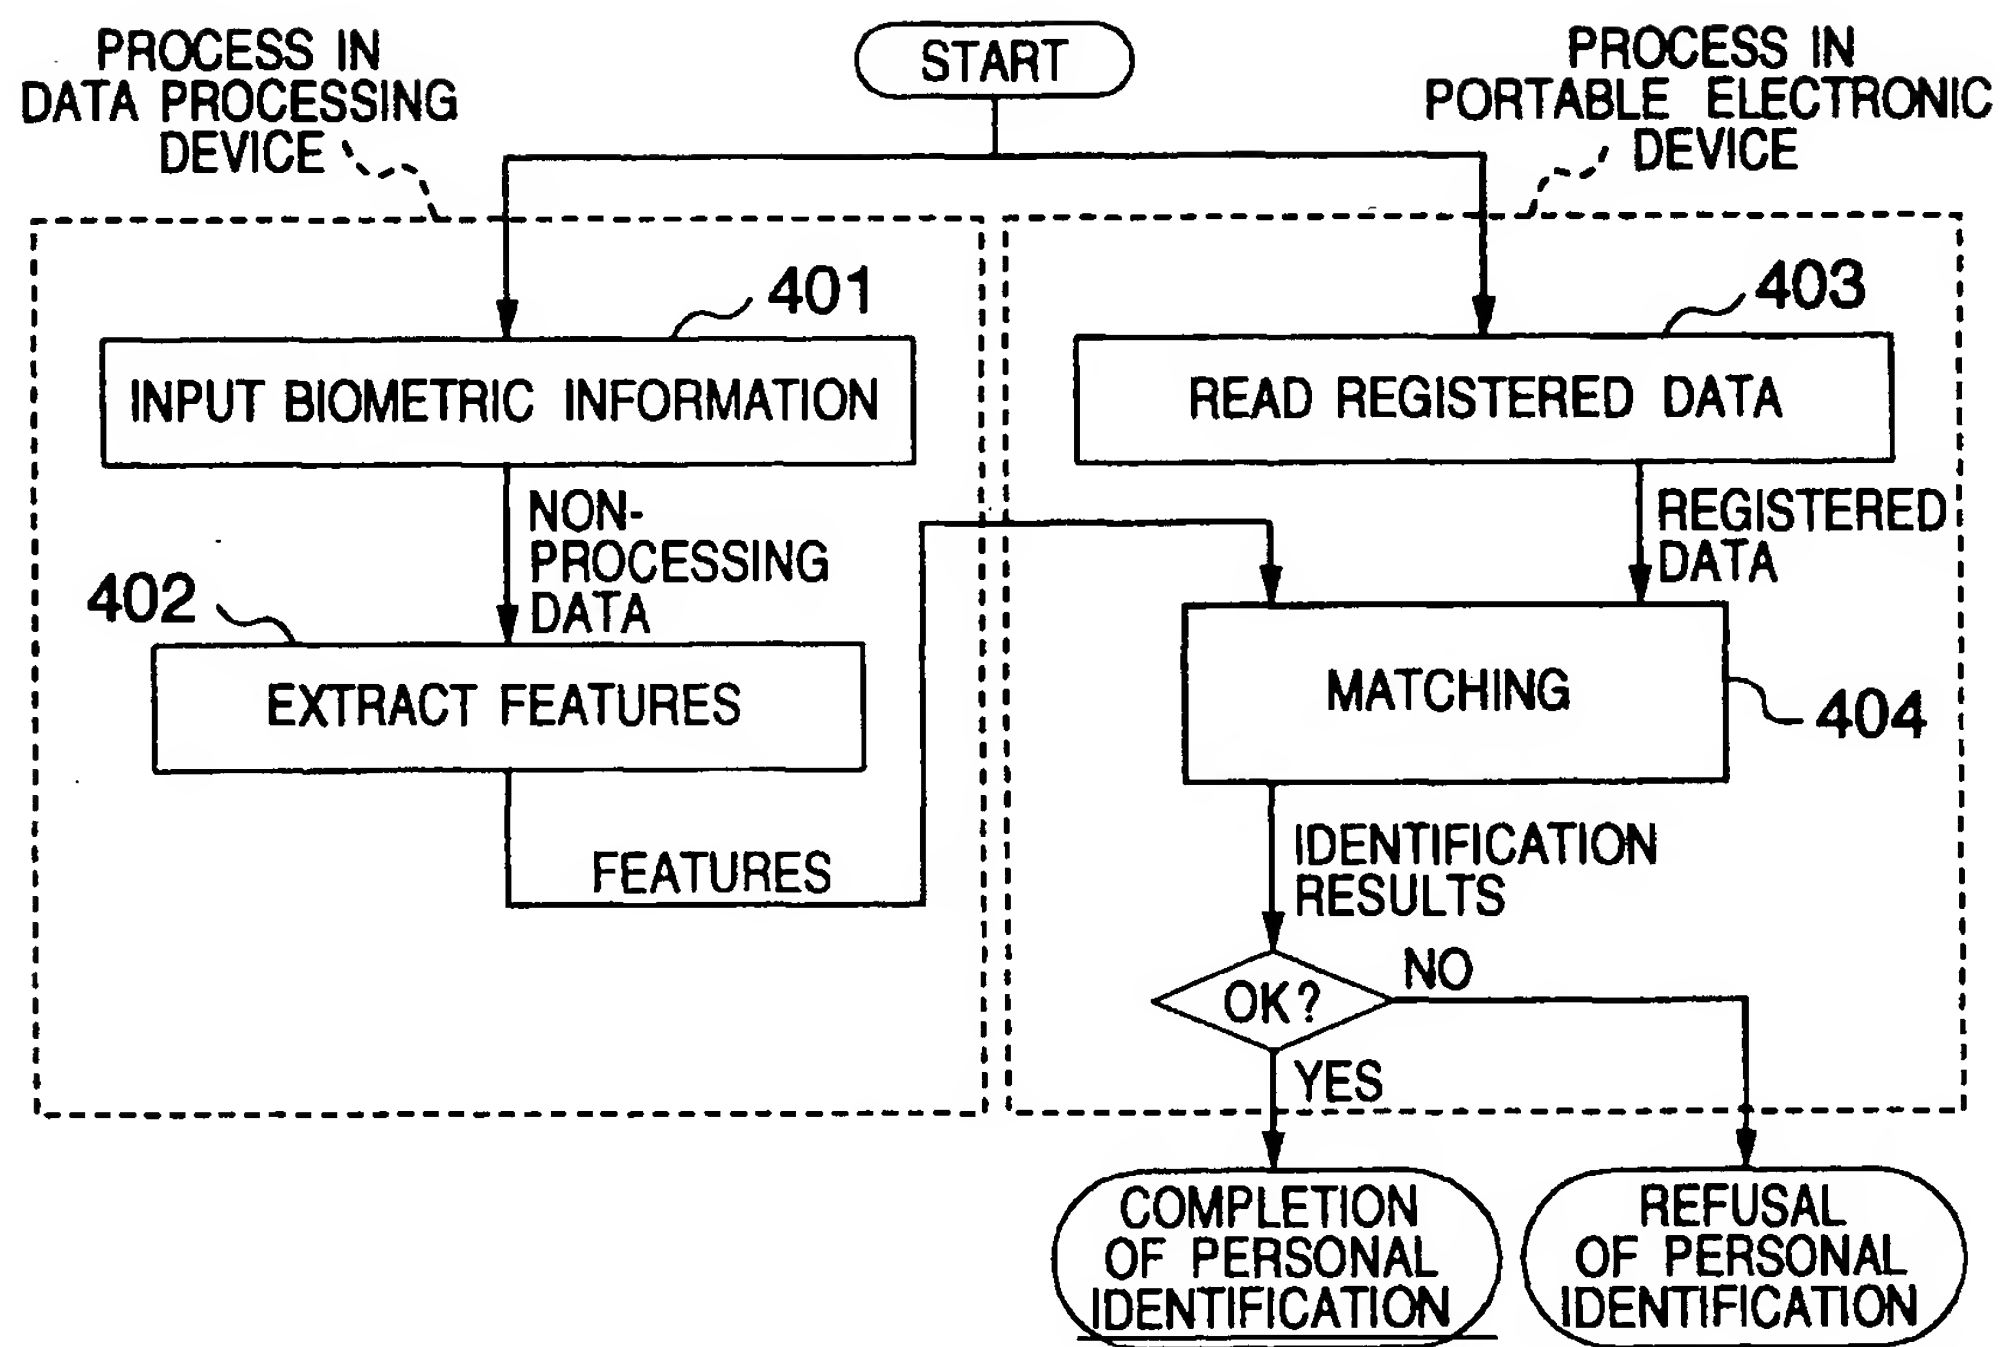 START
PROCESS IN
DATA PROCESSING
DEVICE
PROCESS IN
PORTABLE ELECTRONIC
DEVICE
401
INPUT BIOMETRIC INFORMATION
NON-
PROCESSING
DATA
402
EXTRACT FEATURES
FEATURES
403
READ REGISTERED DATA
REGISTERED
DATA
MATCHING
404
IDENTIFICATION
RESULTS
OK?
NO
YES
COMPLETION
OF PERSONAL
IDENTIFICATION
REFUSAL
OF PERSONAL
IDENTIFICATION